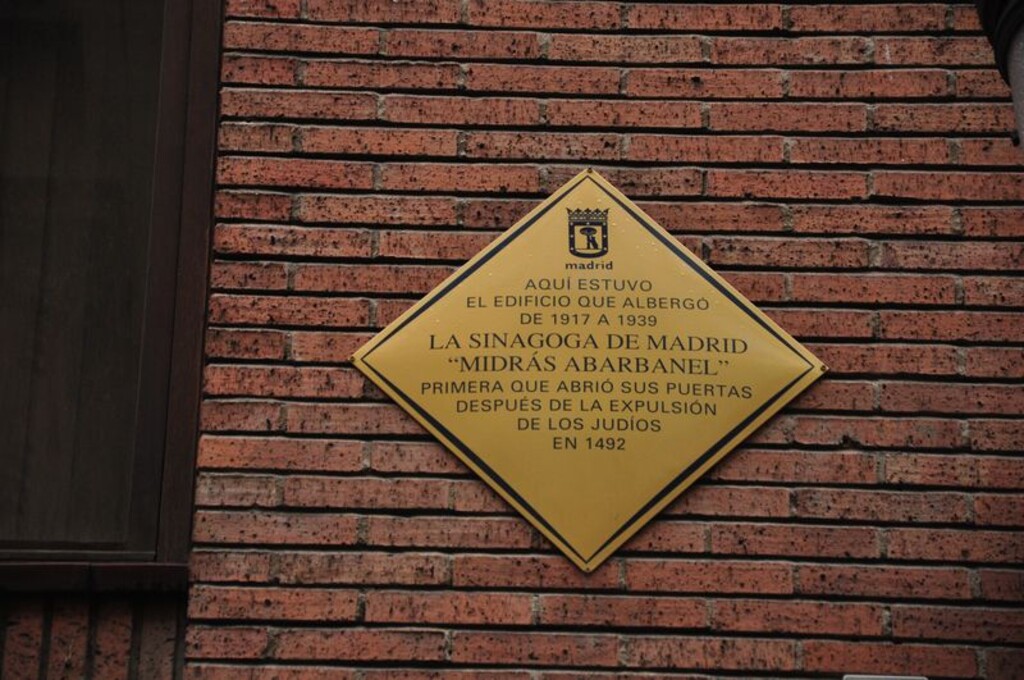 madrid
AQUÍ ESTUVO
EL EDIFICIO QUE ALBERGÓ
DE 1917 A 1939
LA SINAGOGA DE MADRID
“MIDRÁS ABARBANEL”
PRIMERA QUE ABRIÓ SUS PUERTAS
DESPUÉS DE LA EXPULSIÓN
DE LOS JUDÍOS
EN 1492